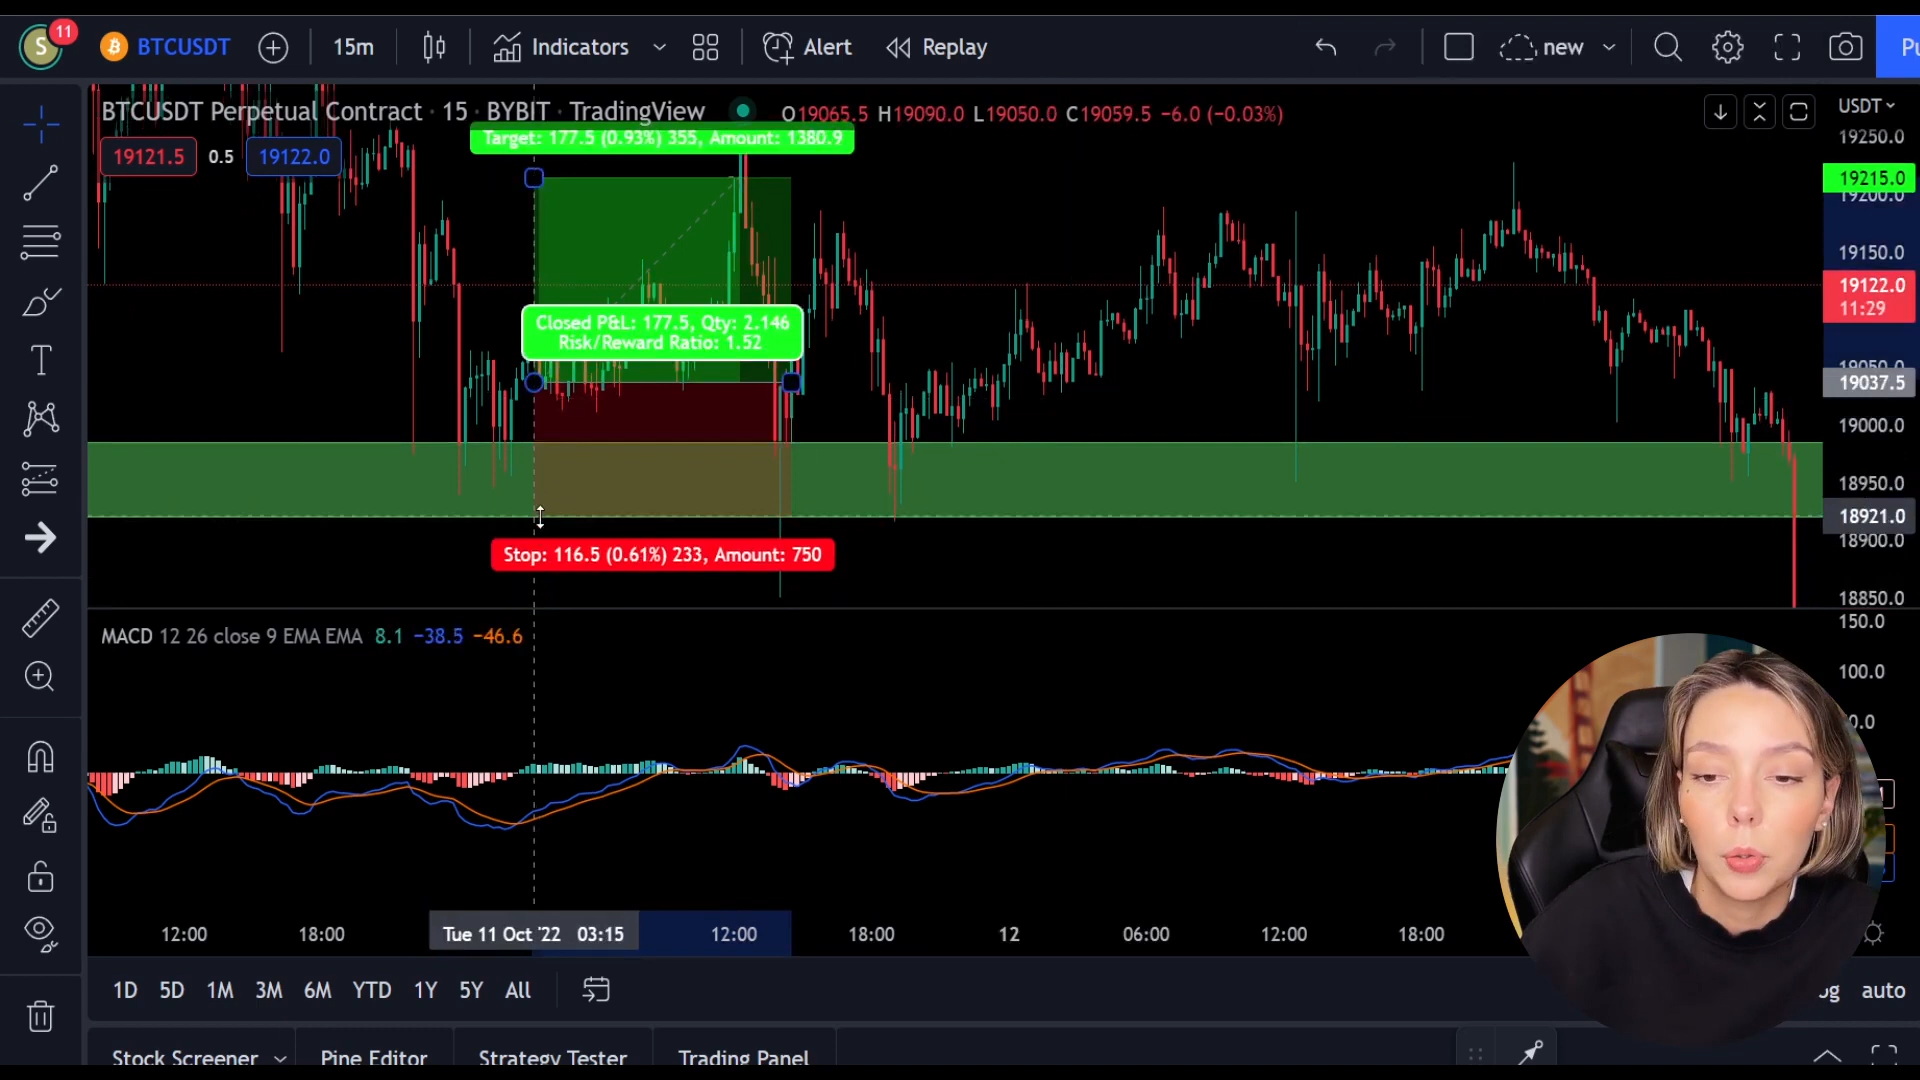 S 11 BTCUSDT 15m Indicators Alert Replay new
BTCUSDT Perpetual Contract · 15 · BYBIT · TradingView O19065.5 H19090.0 L19050.0 C19059.5 −6.0 (−0.03%) USDT
19121.5 0.5 19122.0
Target: 177.5 (0.93%) 355, Amount: 1380.9
Closed P&L: 177.5, Qty: 2.146
Risk/Reward Ratio: 1.52
Stop: 116.5 (0.61%) 233, Amount: 750
19250.0
19215.0
19200.0
19150.0
19122.0
11:29
19050.0
19037.5
19000.0
18950.0
18921.0
18900.0
18850.0
MACD 12 26 close 9 EMA EMA 8.1 −38.5 −46.6
150.0
100.0
12:00 18:00 Tue 11 Oct '22 03:15 12:00 18:00 12 06:00 12:00 18:00
1D 5D 1M 3M 6M YTD 1Y 5Y All auto
Stock Screener Pine Editor Strategy Tester Trading Panel